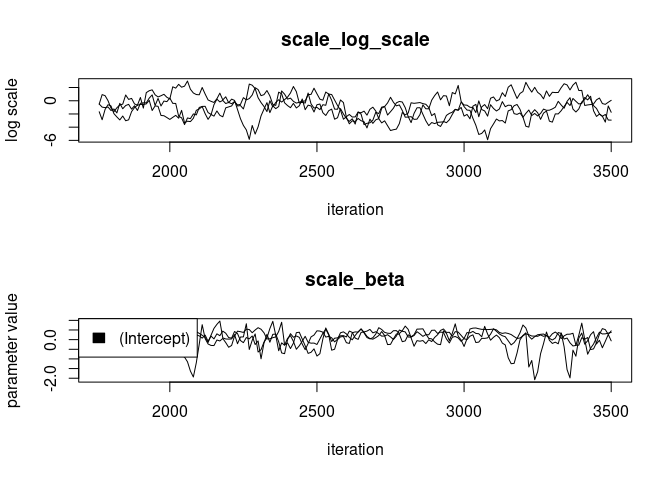 scale_log_scale
log scale
0
-6
2000 2500 3000 3500
iteration
scale_beta
parameter value
0.0
-2.0
(Intercept)
2000 2500 3000 3500
iteration